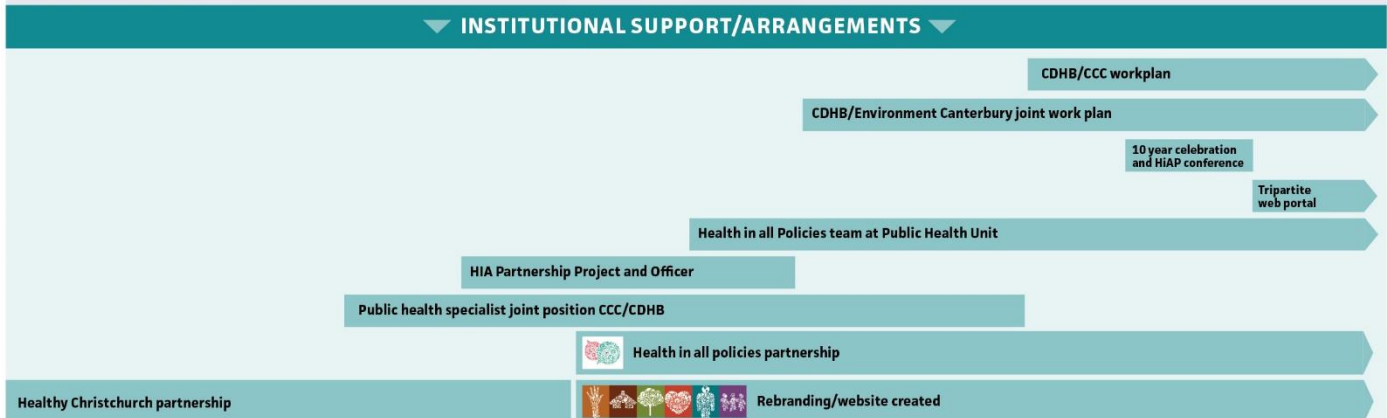 INSTITUTIONAL SUPPORT/ARRANGEMENTS
CDHB/CCC workplan
CDHB/Environment Canterbury joint work plan
10 year celebration
and HiAP conference
Tripartite
web portal
Health in all Policies team at Public Health Unit
HIA Partnership Project and Officer
Public health specialist joint position CCC/CDHB
Health in all policies partnership
Healthy Christchurch partnership
Rebranding/website created